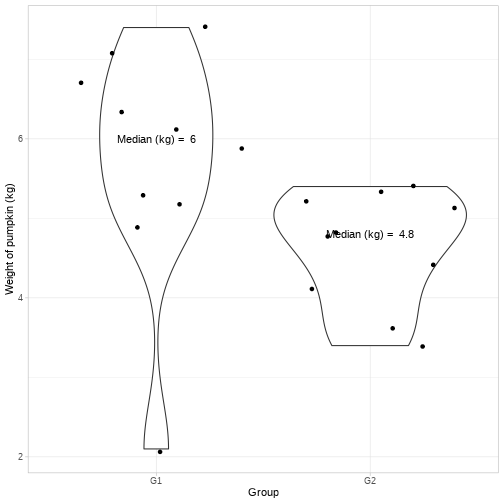 Weight of pumpkin (kg)
6
4
2
Median (kg) =  6
Median (kg) =  4.8
G1
G2
Group